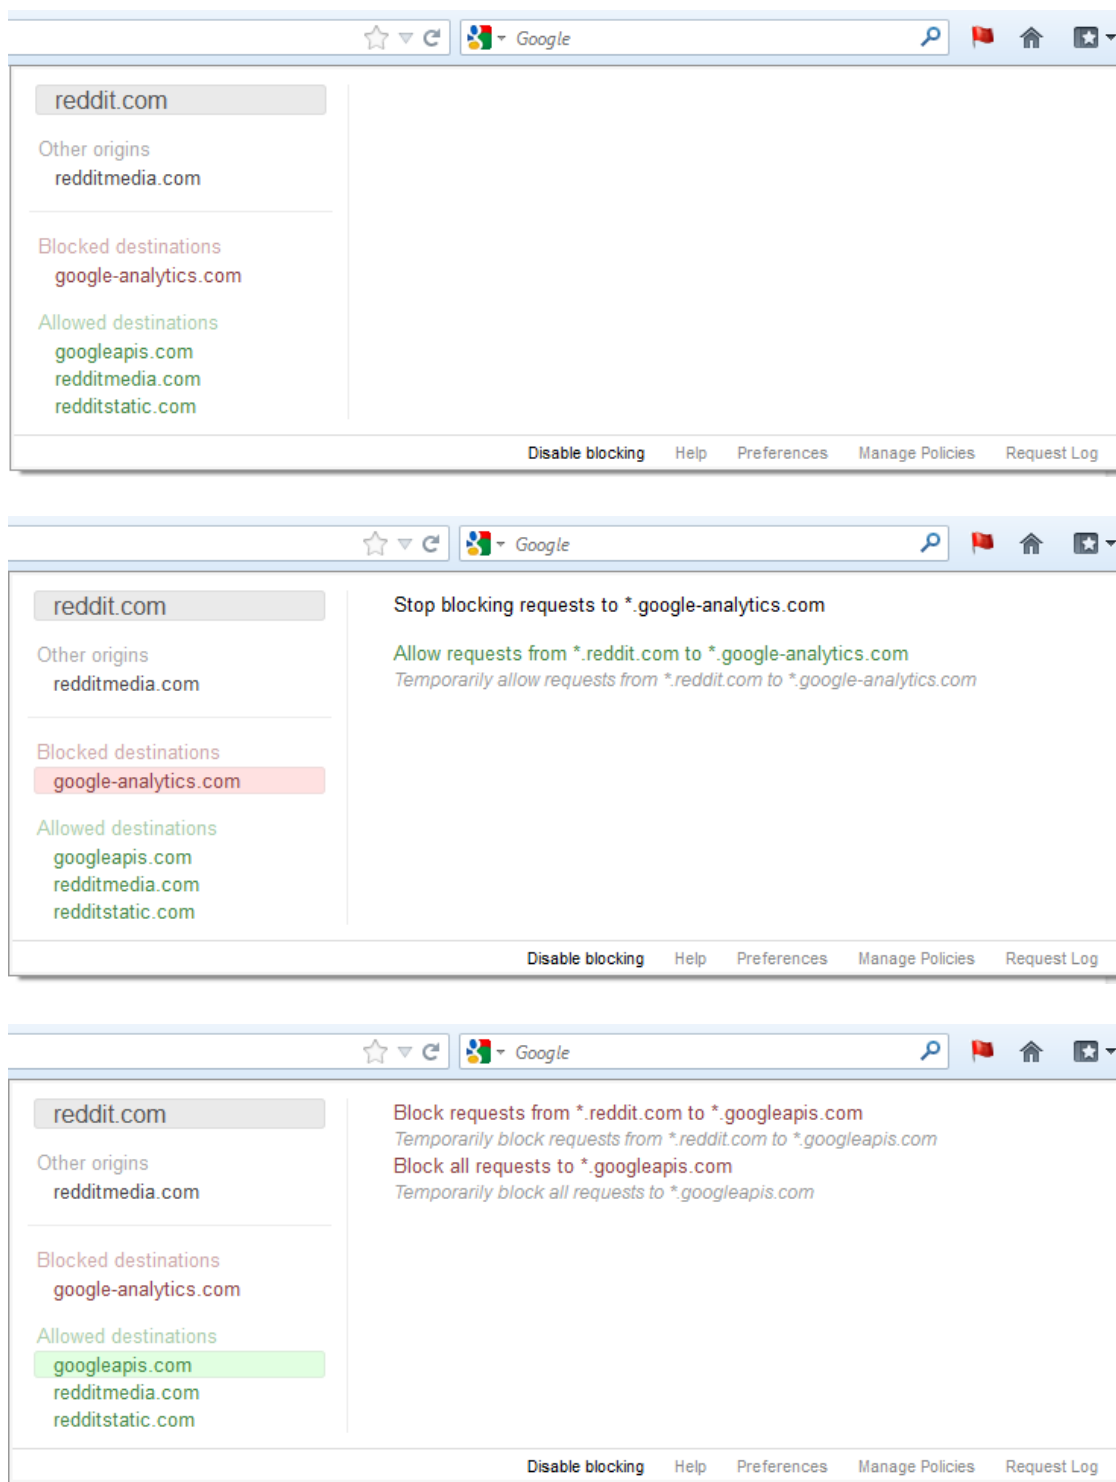 Google
reddit.com
Other origins
redditmedia.com
Blocked destinations
google-analytics.com
Allowed destinations
googleapis.com
redditmedia.com
redditstatic.com
Disable blocking Help Preferences Manage Policies Request Log
Google
reddit.com
Other origins
redditmedia.com
Blocked destinations
google-analytics.com
Allowed destinations
googleapis.com
redditmedia.com
redditstatic.com
Stop blocking requests to *.google-analytics.com
Allow requests from *.reddit.com to *.google-analytics.com
Temporarily allow requests from *.reddit.com to *.google-analytics.com
Disable blocking Help Preferences Manage Policies Request Log
Google
reddit.com
Other origins
redditmedia.com
Blocked destinations
google-analytics.com
Allowed destinations
googleapis.com
redditmedia.com
redditstatic.com
Block requests from *.reddit.com to *.googleapis.com
Temporarily block requests from *.reddit.com to *.googleapis.com
Block all requests to *.googleapis.com
Temporarily block all requests to *.googleapis.com
Disable blocking Help Preferences Manage Policies Request Log